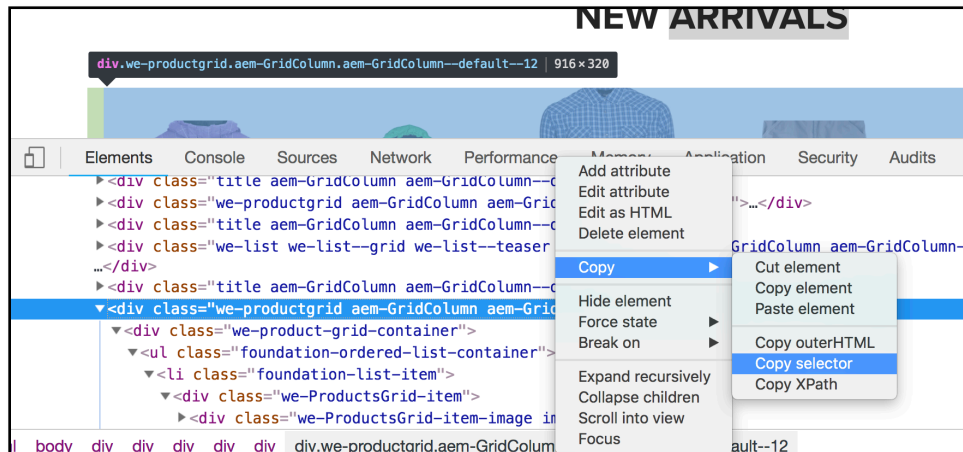 NEW ARRIVALS
div.we-productgrid.aem-GridColumn.aem-GridColumn--default--12 | 916×320
Elements Console Sources Network Performance Memory Application Security Audits
▶<div class="title aem-GridColumn aem-GridColumn--d
▶<div class="we-productgrid aem-GridColumn aem-Grid ">…</div>
▶<div class="title aem-GridColumn aem-GridColumn--d
▶<div class="we-list we-list--grid we-list--teaser GridColumn aem-GridColumn-
…</div>
▶<div class="title aem-GridColumn aem-GridColumn--d
▼<div class="we-productgrid aem-GridColumn aem-Grid
▼<div class="we-product-grid-container">
▼<ul class="foundation-ordered-list-container">
▼<li class="foundation-list-item">
▼<div class="we-ProductsGrid-item">
▶<div class="we-ProductsGrid-item-image im
body div div div div div div.we-productgrid.aem-GridColum ault--12
Add attribute
Edit attribute
Edit as HTML
Delete element
Copy ▶
Hide element
Force state ▶
Break on ▶
Expand recursively
Collapse children
Scroll into view
Focus
Cut element
Copy element
Paste element
Copy outerHTML
Copy selector
Copy XPath